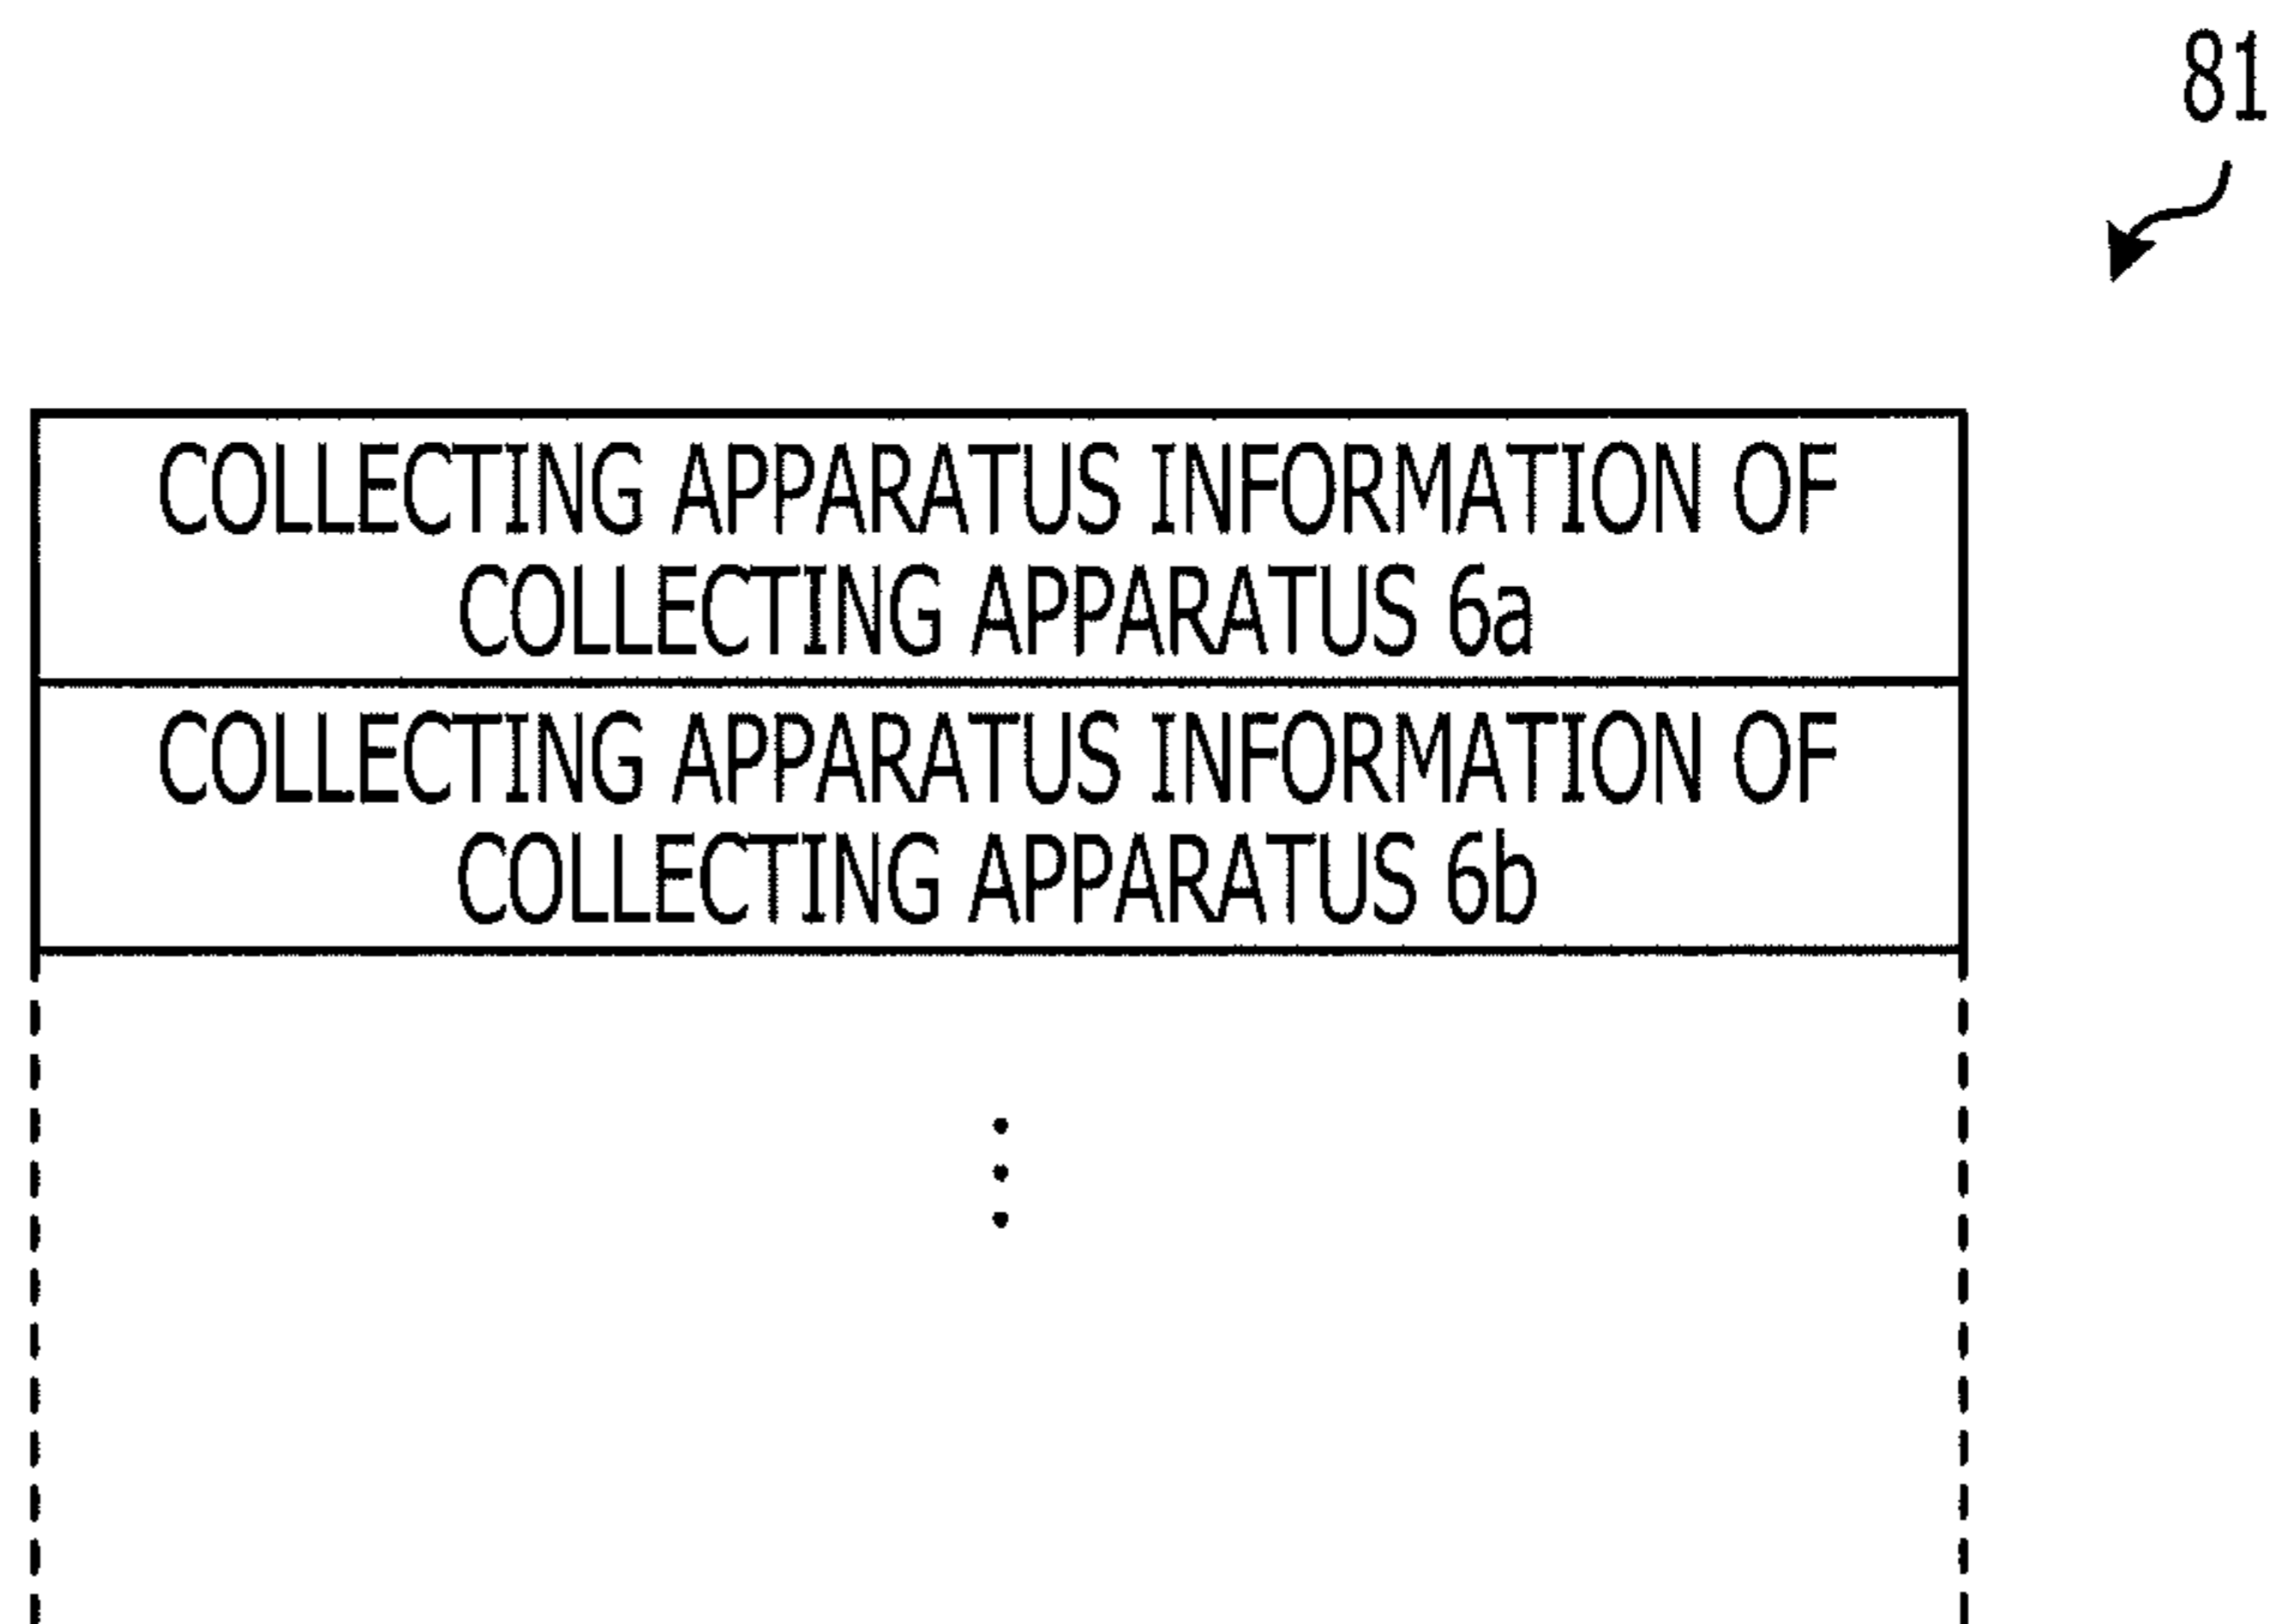 81
COLLECTING APPARATUS INFORMATION OF
COLLECTING APPARATUS 6a
COLLECTING APPARATUS INFORMATION OF
COLLECTING APPARATUS 6b